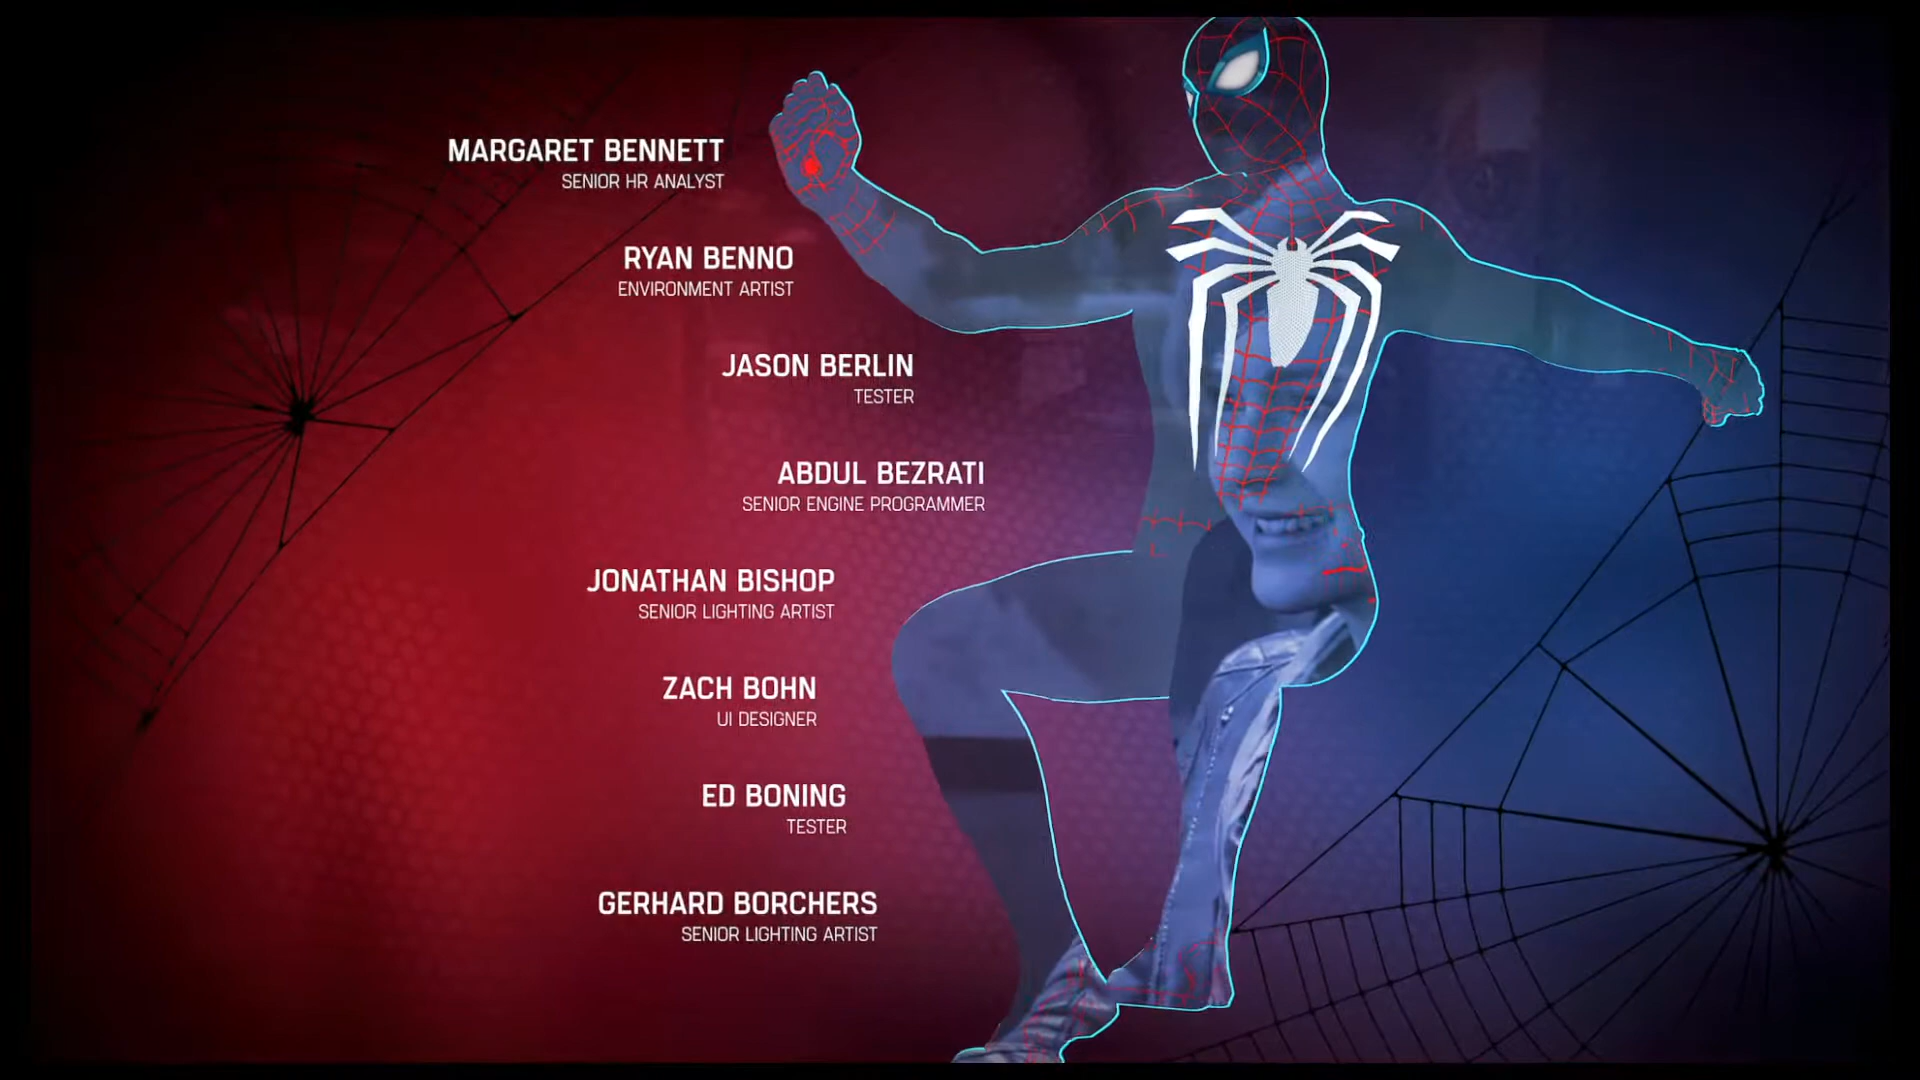 MARGARET BENNETT
SENIOR HR ANALYST
RYAN BENNO
ENVIRONMENT ARTIST
JASON BERLIN
TESTER
ABDUL BEZRATI
SENIOR ENGINE PROGRAMMER
JONATHAN BISHOP
SENIOR LIGHTING ARTIST
ZACH BOHN
UI DESIGNER
ED BONING
TESTER
GERHARD BORCHERS
SENIOR LIGHTING ARTIST